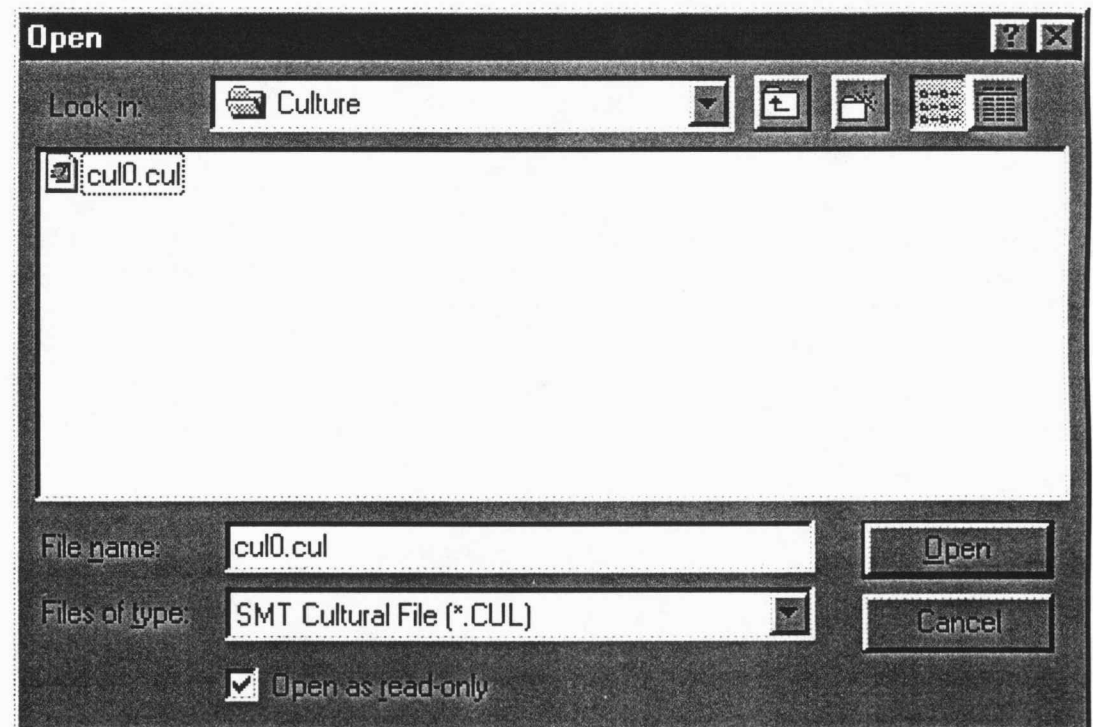 Open
Look in: Culture
cul0.cul
File name: cul0.cul Open
Files of type: SMT Cultural File (*.CUL) Cancel
Open as read-only